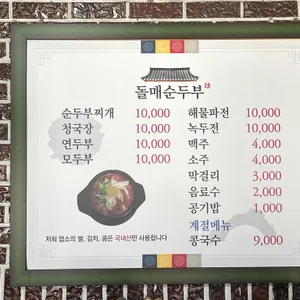 돌매순두부
순두부찌개 10,000
청국장 10,000
연두부 10,000
모두부 10,000
해물파전 10,000
녹두전 10,000
맥주 4,000
소주 4,000
막걸리 3,000
음료수 2,000
공기밥 1,000
계절메뉴
콩국수 9,000
저희 업소의 쌀, 김치, 콩은 국내산만 사용합니다